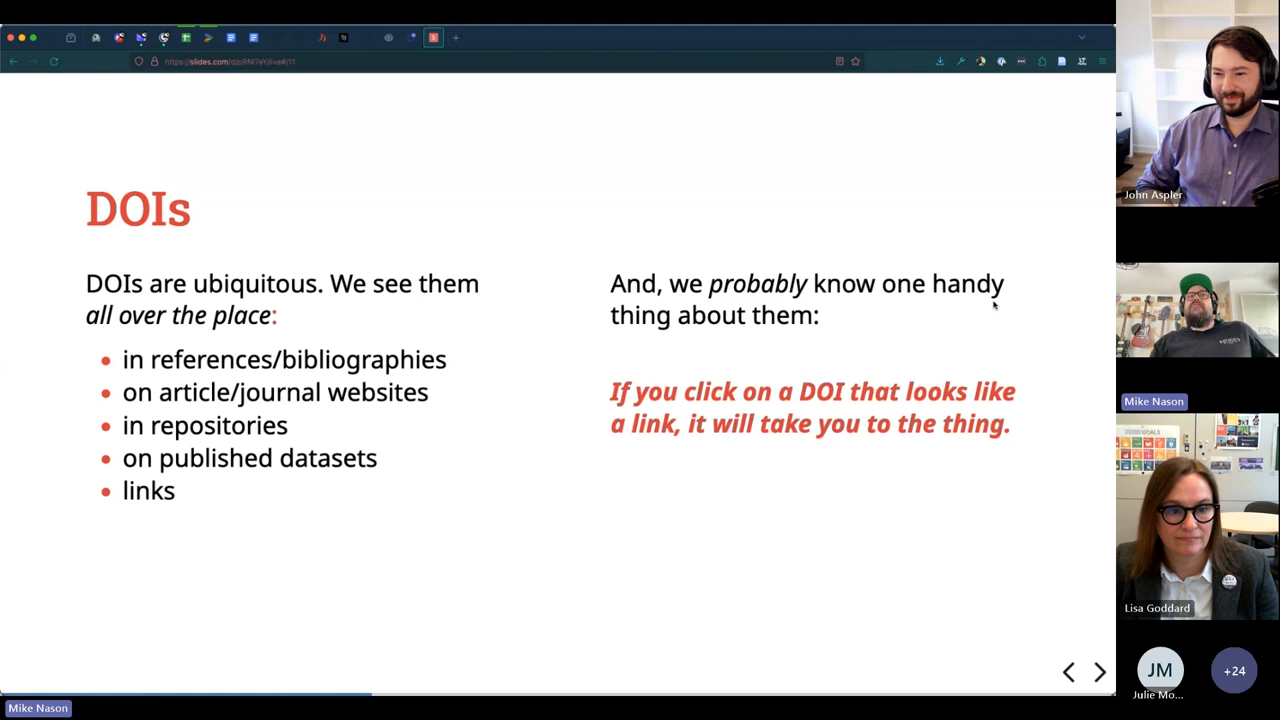 https://slides.com/d/pRNl7eY/live#/11
DOIs
DOIs are ubiquitous. We see them
all over the place:
in references/bibliographies
on article/journal websites
in repositories
on published datasets
links
And, we probably know one handy
thing about them:
If you click on a DOI that looks like
a link, it will take you to the thing.
John Aspler
Mike Nason
Lisa Goddard
JM
Julie Mo...
+24
Mike Nason